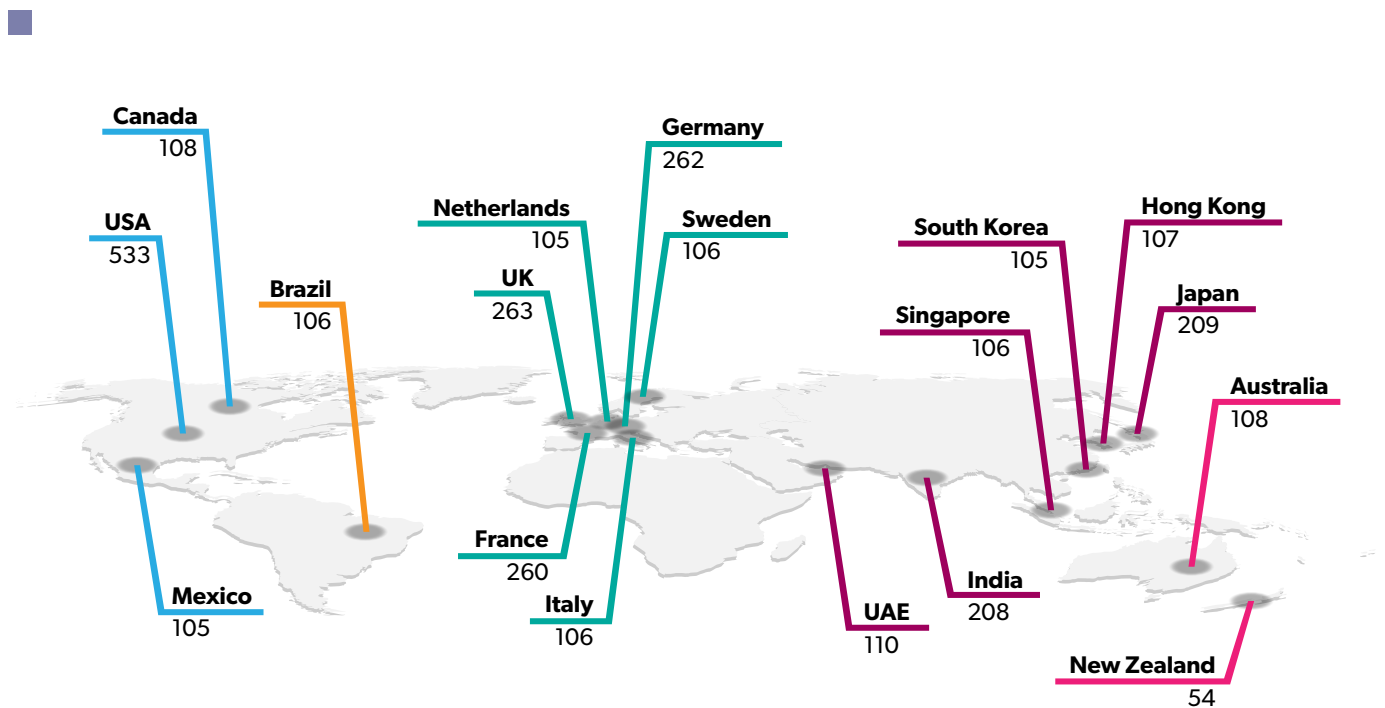 Canada
108
USA
533
Brazil
106
Mexico
105
Germany
262
Netherlands
105
Sweden
106
UK
263
France
260
Italy
106
Hong Kong
107
South Korea
105
Japan
209
Singapore
106
Australia
108
India
208
UAE
110
New Zealand
54